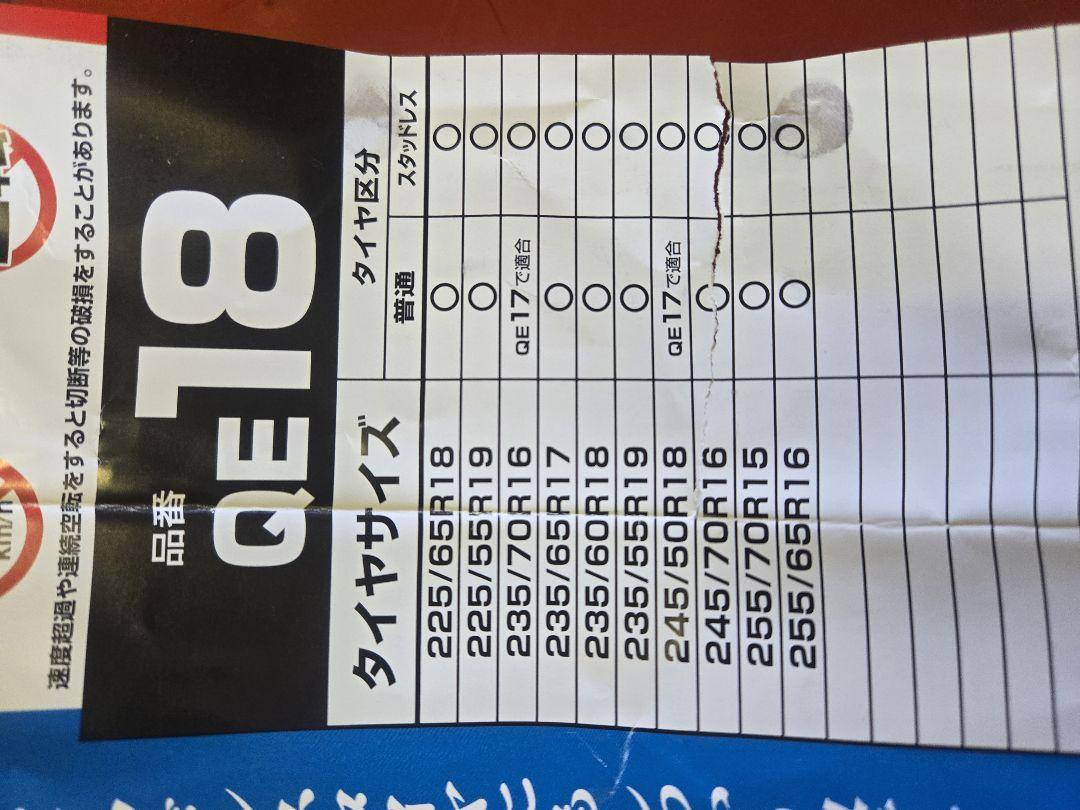 速度超過や連続空転をすると切断等の破損をすることがあります。
品番
QE18
タイヤサイズ タイヤ区分
普通 スタッドレス
225/65R18 ○ ○
225/55R19 ○ ○
235/70R16 QE17で適合 ○
235/65R17 ○ ○
235/60R18 ○ ○
235/55R19 ○ ○
245/50R18 QE17で適合 ○
245/70R16 ○ ○
255/70R15 ○ ○
255/65R16 ○ ○
km/h